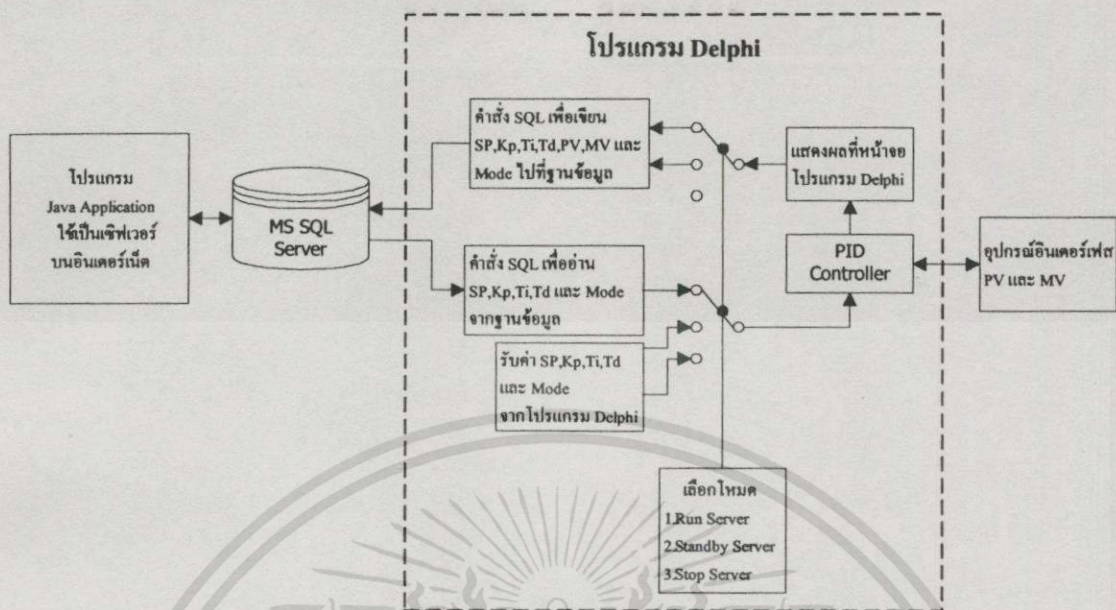 โปรแกรม Delphi
คำสั่ง SQL เพื่อเขียน
SP,Kp,Ti,Td,PV,MV และ
Mode ไปที่ฐานข้อมูล
แสดงผลที่หน้าจอ
โปรแกรม Delphi
โปรแกรม
Java Application
ใช้เป็นเซิฟเวอร์
บนอินเตอร์เน็ต
MS SQL
Server
PID
Controller
อุปกรณ์อินเตอร์เฟส
PV และ MV
คำสั่ง SQL เพื่ออ่าน
SP,Kp,Ti,Td และ Mode
จากฐานข้อมูล
รับค่า SP,Kp,Ti,Td
และ Mode
จากโปรแกรม Delphi
เลือกโหมด
1.Run Server
2.Standby Server
3.Stop Server